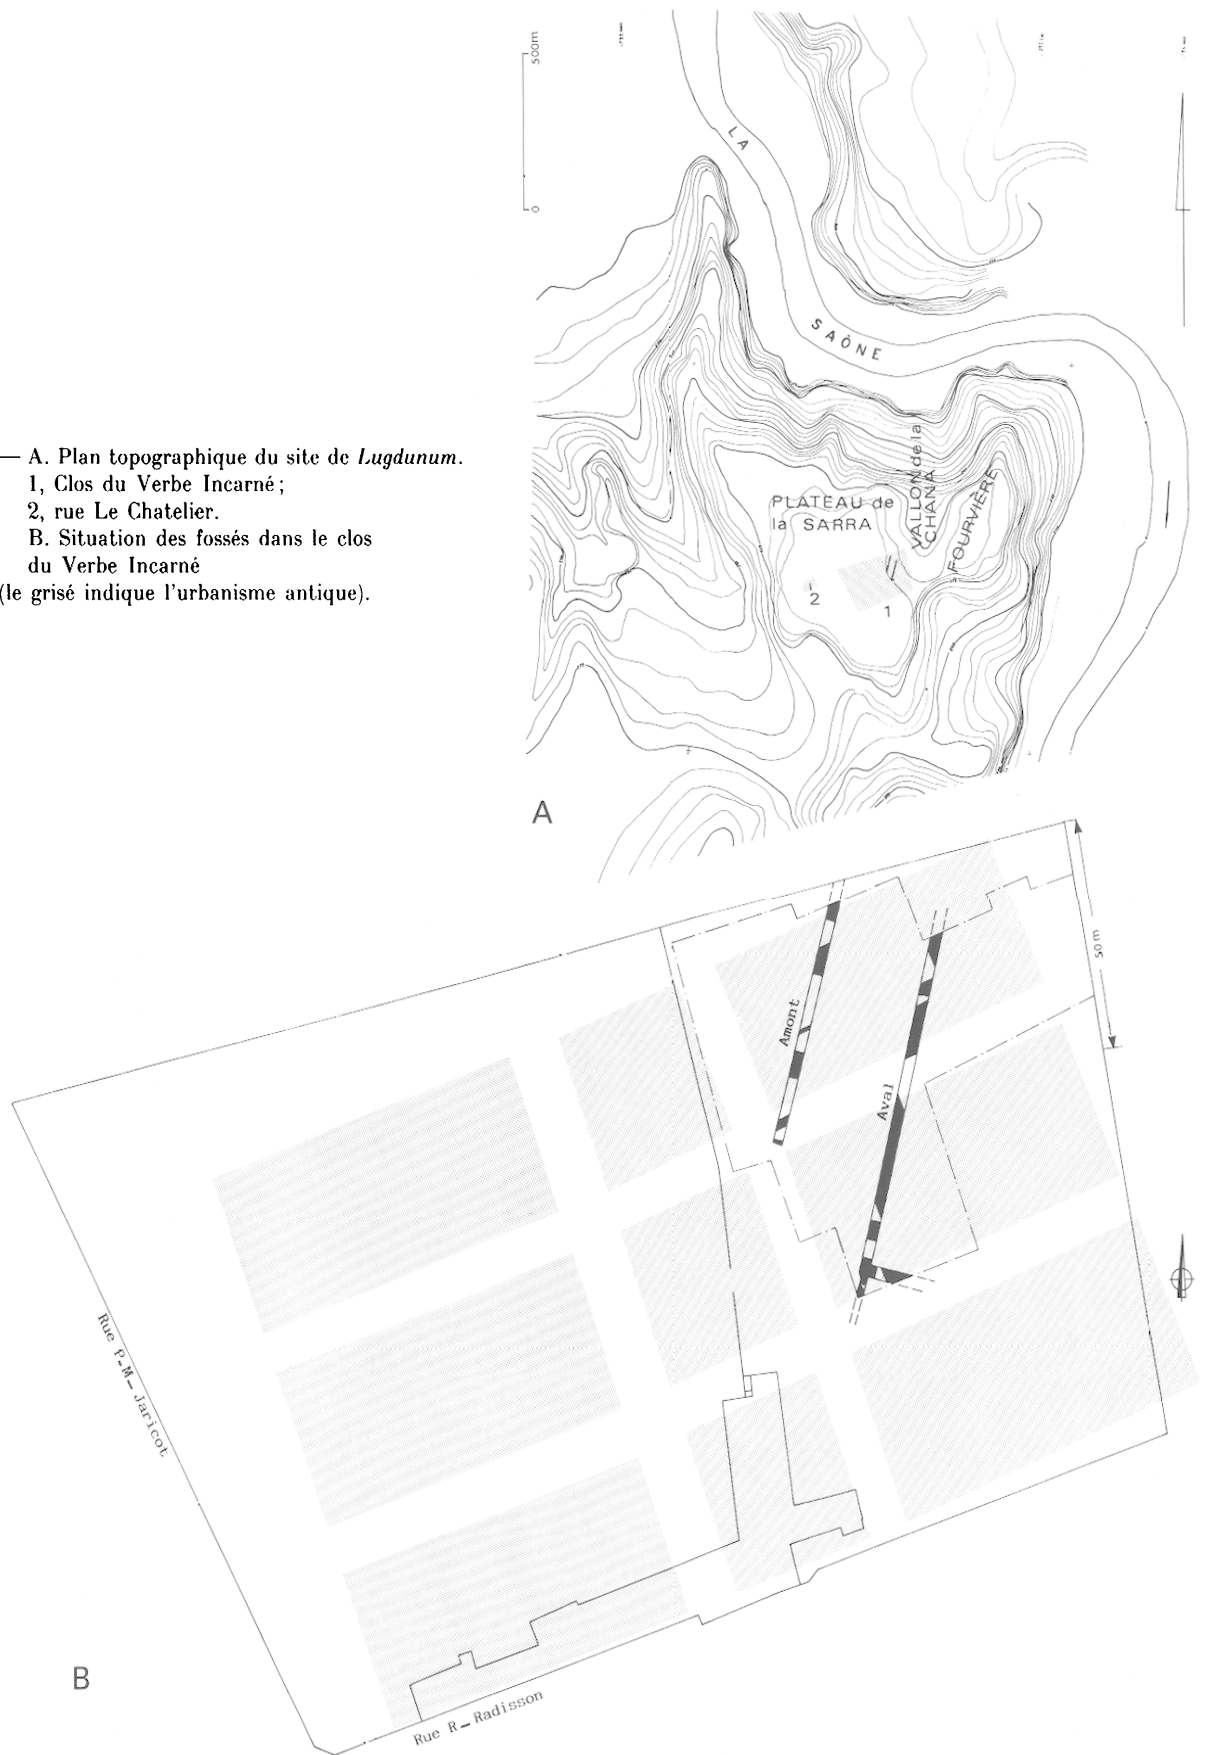 500m
0
LA
SAÔNE
PLATEAU de
la SARRA
VALLON de la
CHANA
FOURVIÈRE
2
1
— A. Plan topographique du site de Lugdunum.
1, Clos du Verbe Incarné ;
2, rue Le Chatelier.
B. Situation des fossés dans le clos
du Verbe Incarné
(le grisé indique l'urbanisme antique).
A
50m
Amont
Aval
Rue P-M- Jaricot
B
Rue R- Radisson